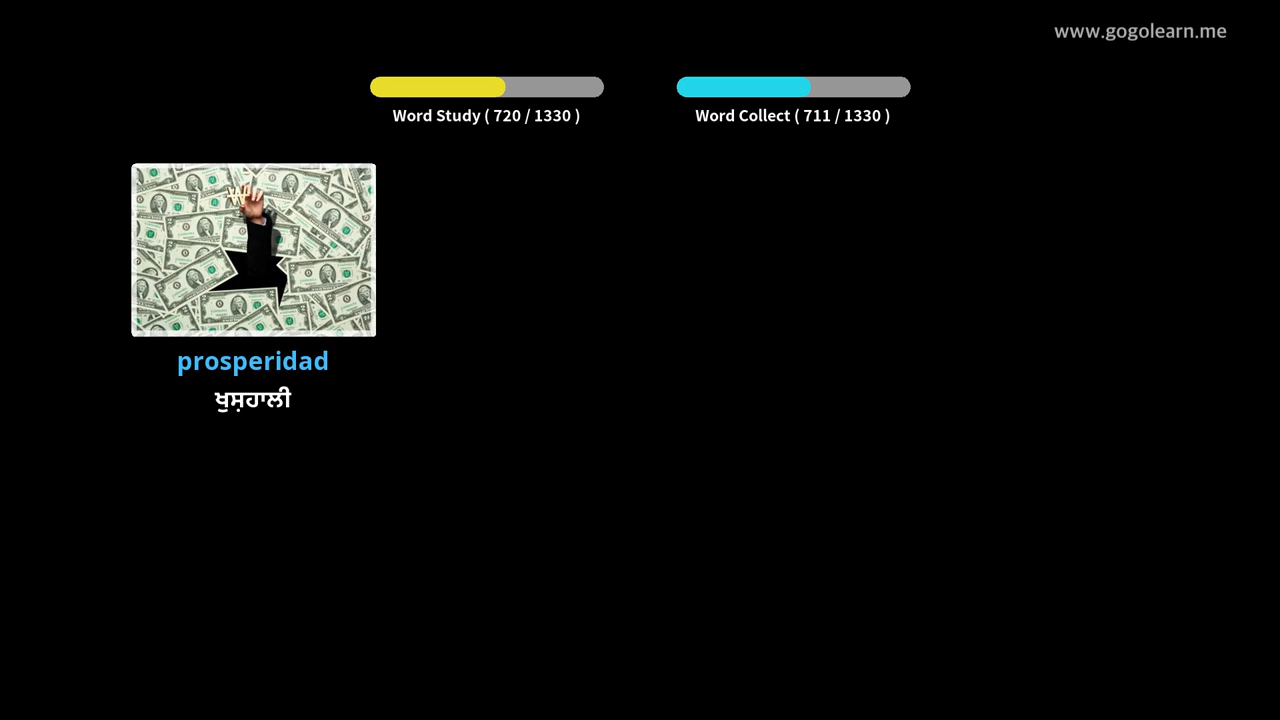 www.gogolearn.me
Word Study ( 720 / 1330 )
Word Collect ( 711 / 1330 )
prosperidad
ਖੁਸ਼ਹਾਲੀ